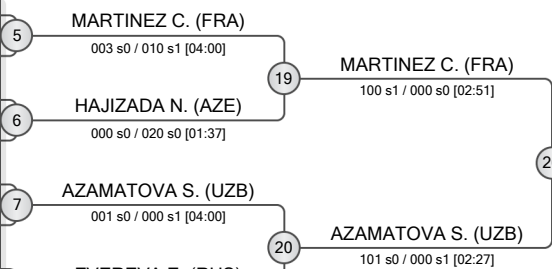 5
MARTINEZ C. (FRA)
003 s0 / 010 s1 [04:00]
19
MARTINEZ C. (FRA)
100 s1 / 000 s0 [02:51]
6
HAJIZADA N. (AZE)
000 s0 / 020 s0 [01:37]
7
AZAMATOVA S. (UZB)
001 s0 / 000 s1 [04:00]
20
AZAMATOVA S. (UZB)
101 s0 / 000 s1 [02:27]